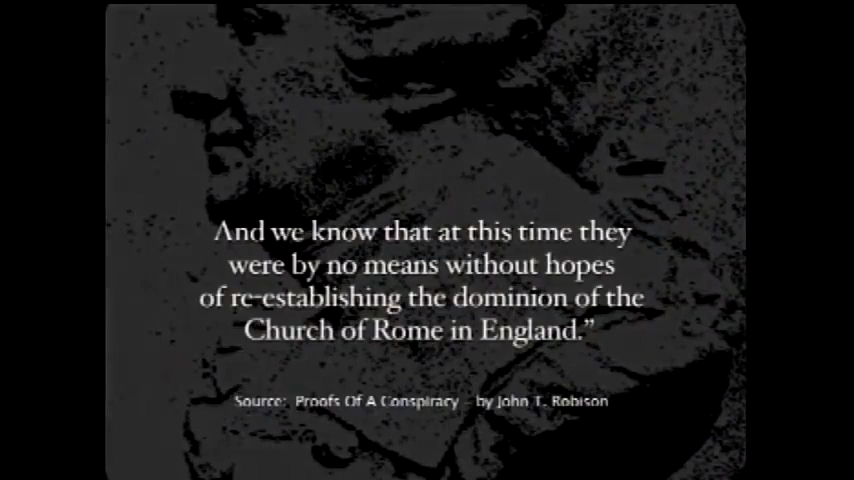 And we know that at this time they
were by no means without hopes
of re-establishing the dominion of the
Church of Rome in England.”
Source: Proofs Of A Conspiracy - by John T. Robison